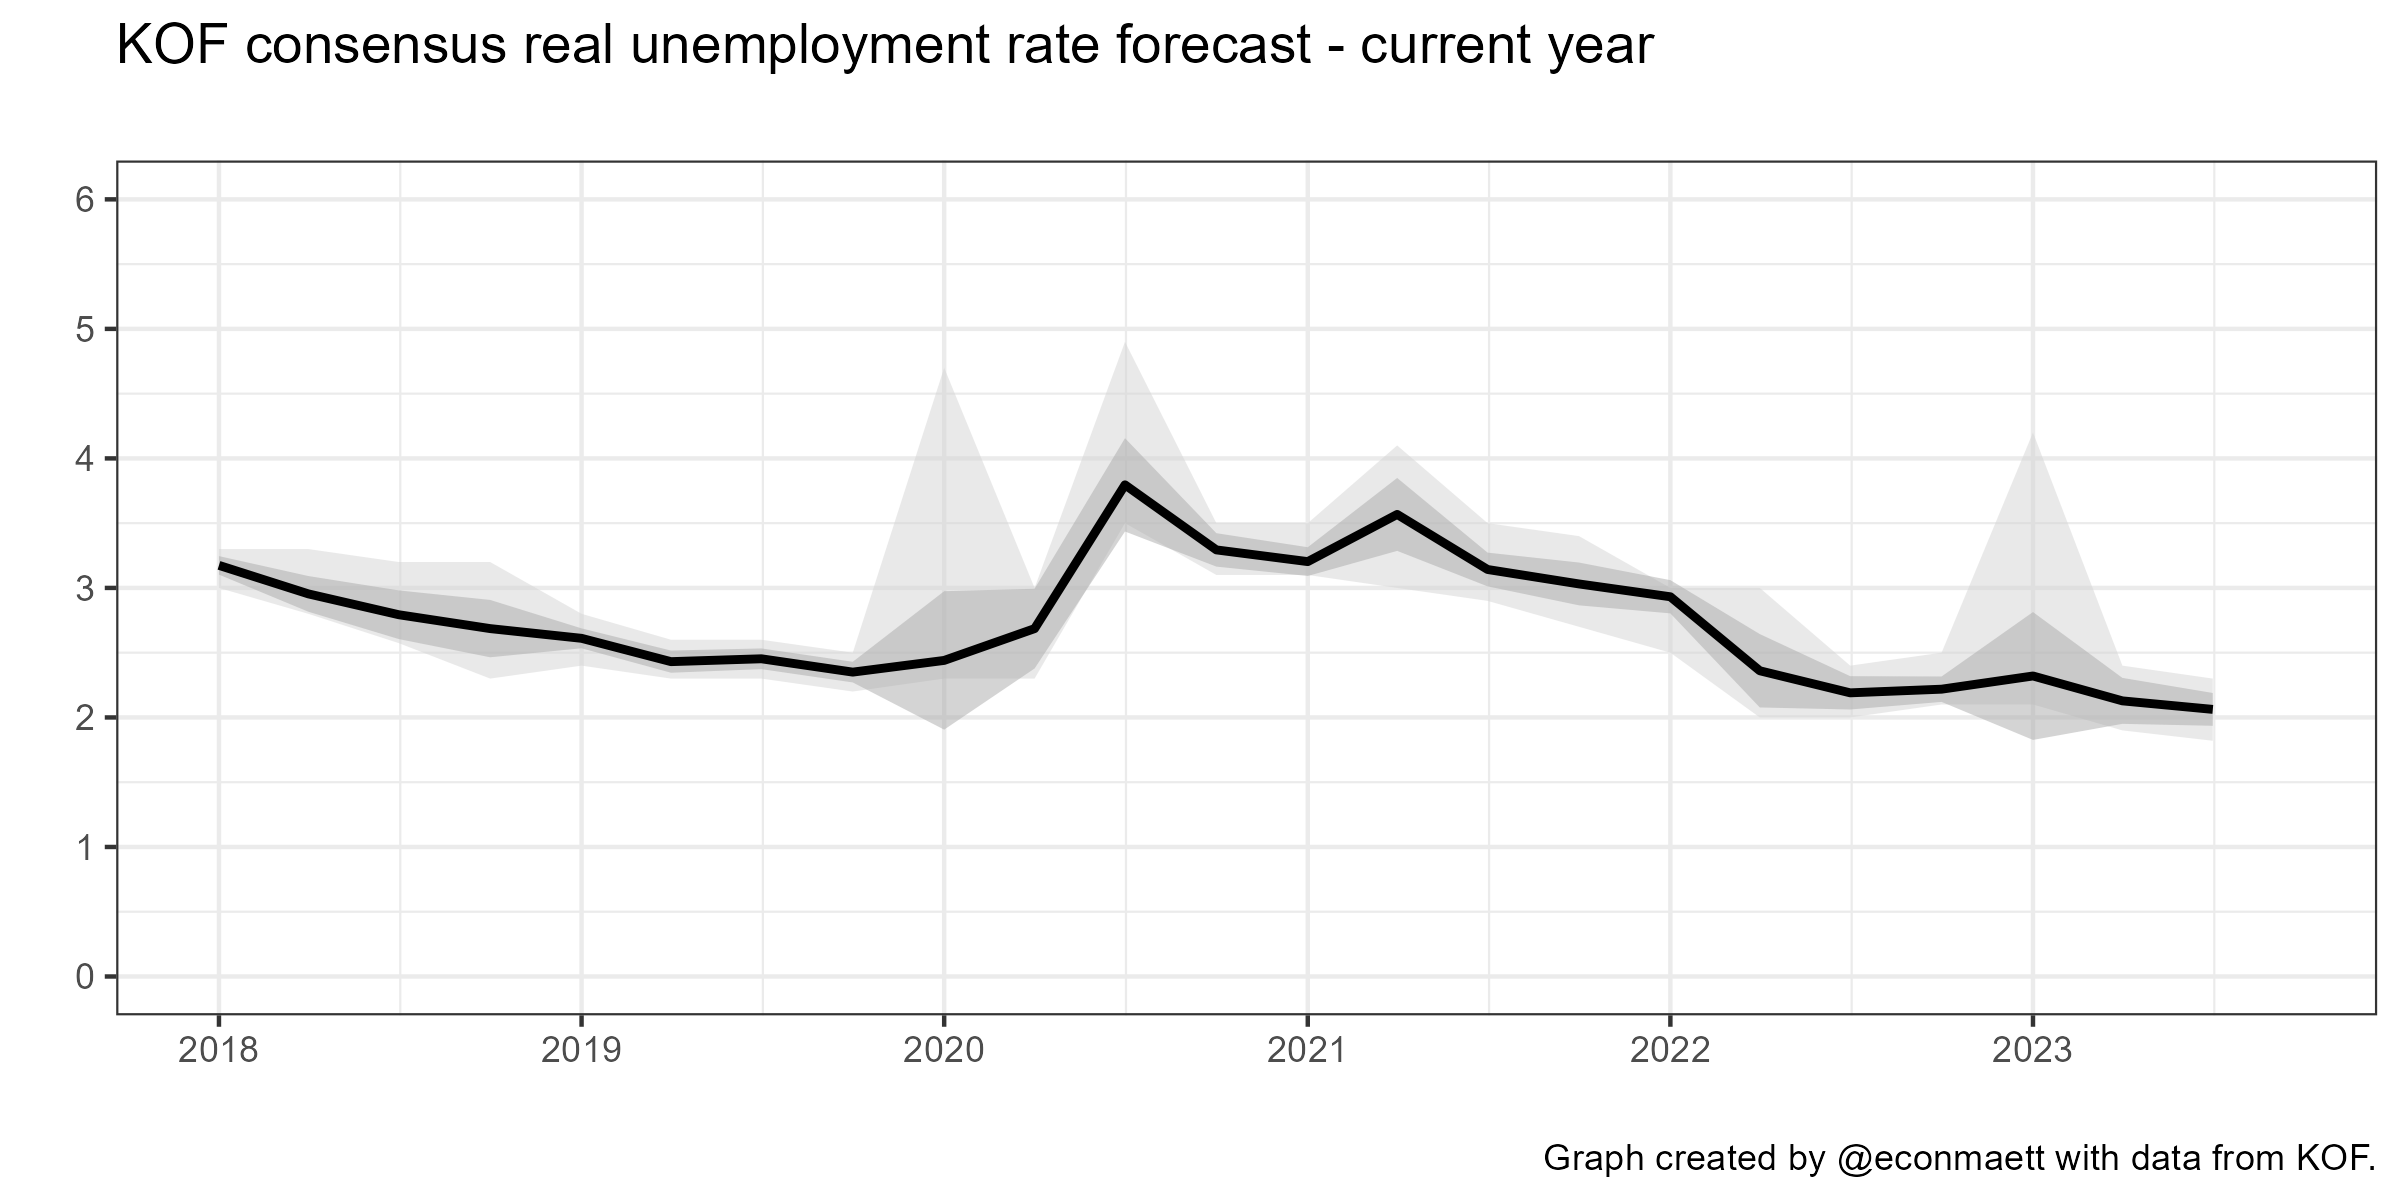 KOF consensus real unemployment rate forecast - current year
6
5
4
3
2
1
0
2018 2019 2020 2021 2022 2023
Graph created by @econmaett with data from KOF.